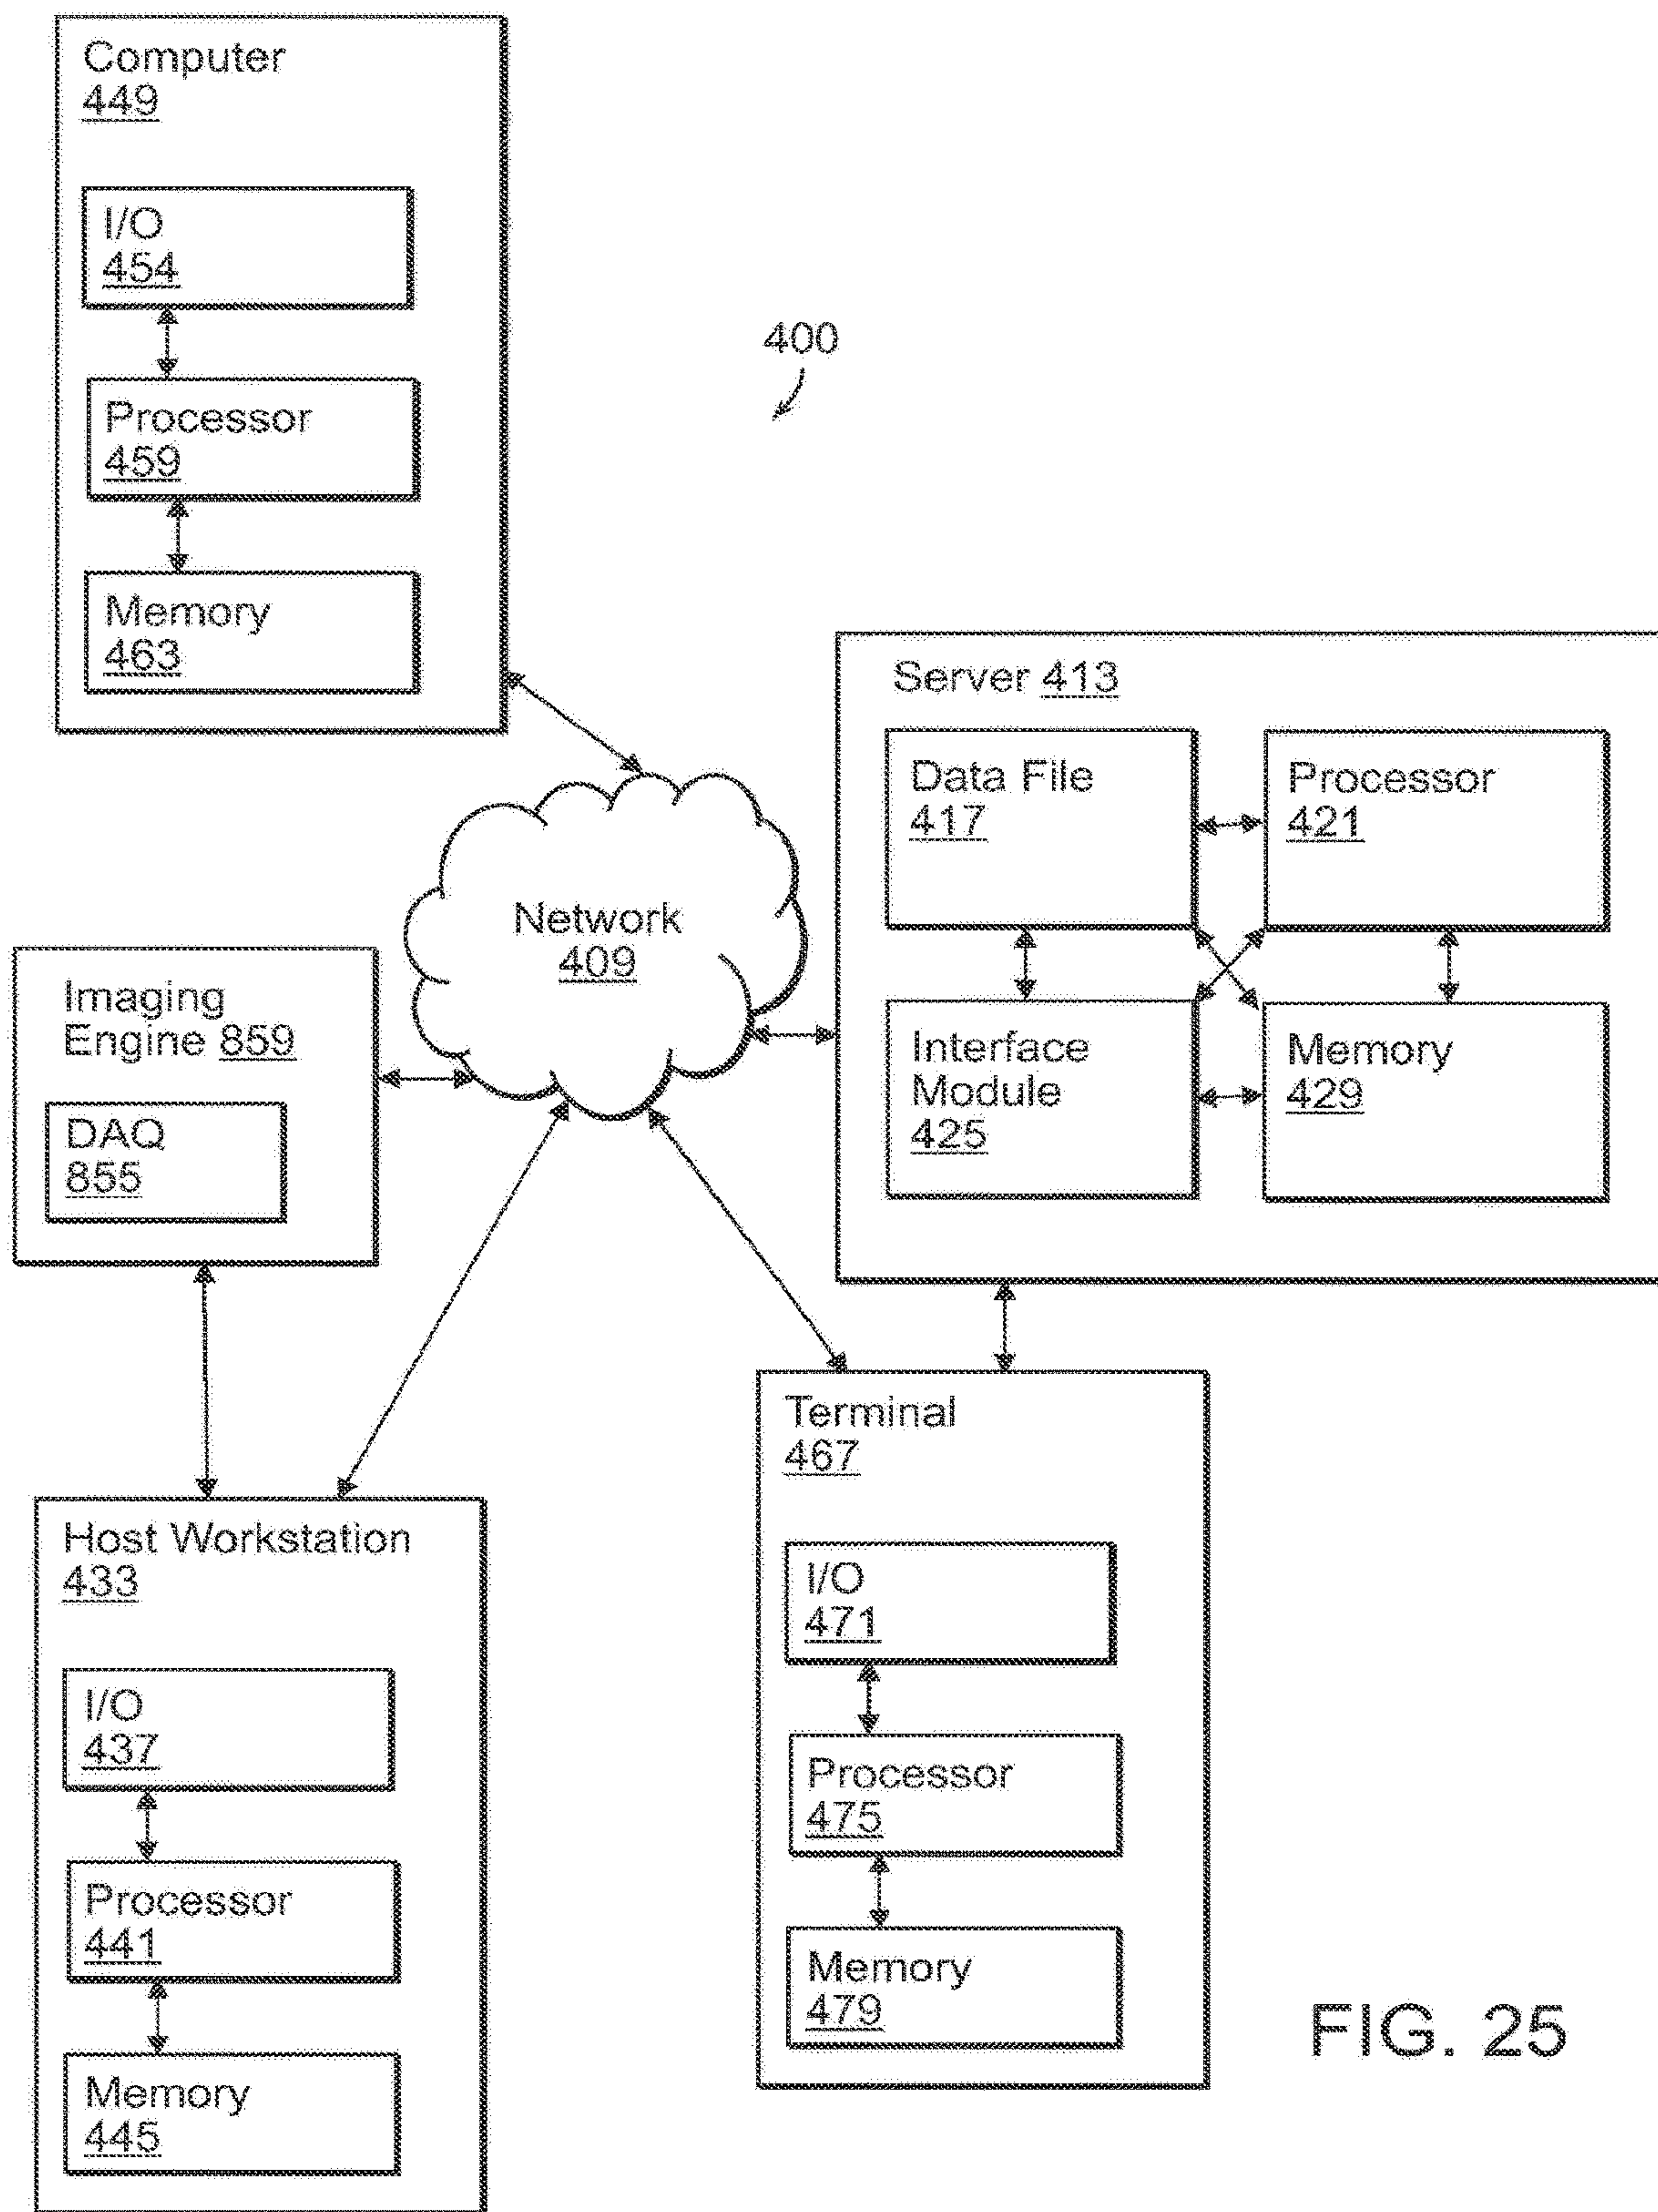 Computer
449
I/O
454
Processor
459
Memory
463
400
Server 413
Data File
417
Processor
421
Interface
Module
425
Memory
429
Network
409
Imaging
Engine 859
DAQ
855
Host Workstation
433
I/O
437
Processor
441
Memory
445
Terminal
467
I/O
471
Processor
475
Memory
479
FIG. 25